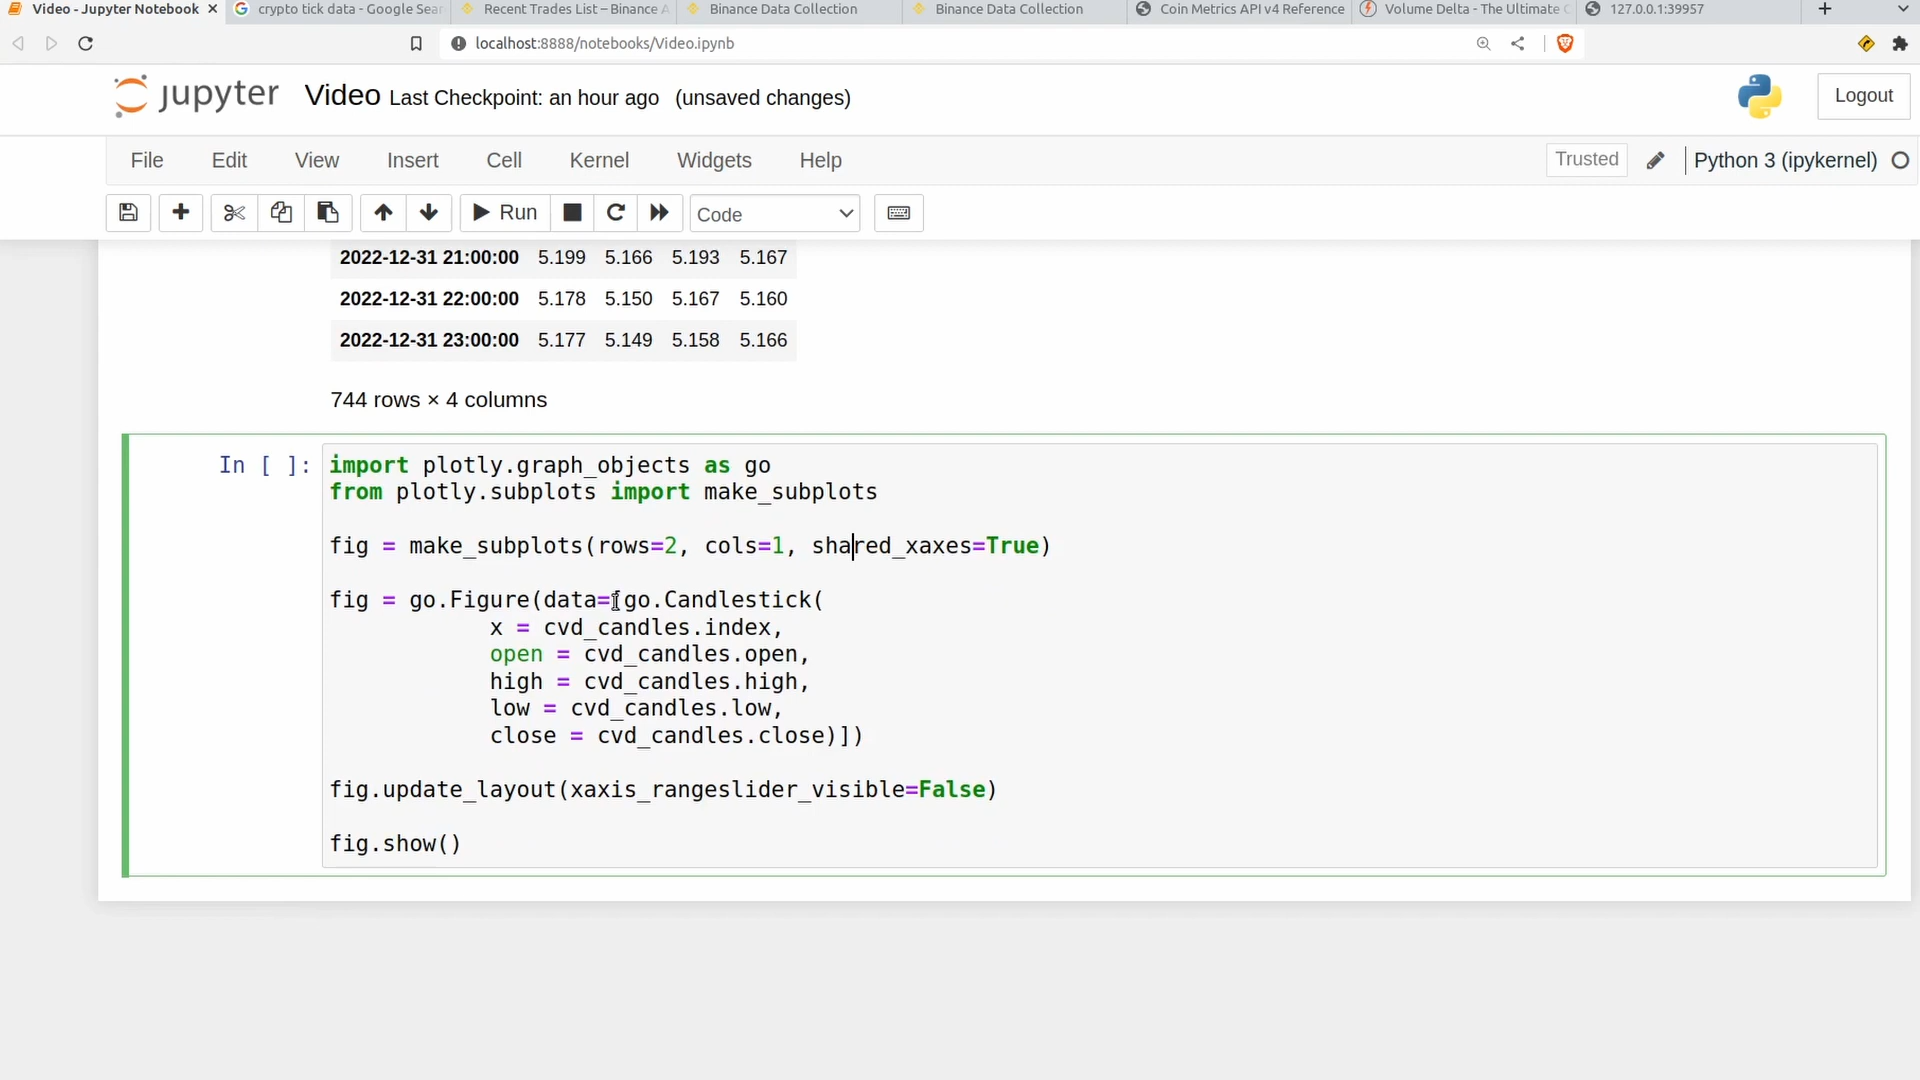 Video - Jupyter Notebook
crypto tick data - Google Sear
Recent Trades List – Binance A
Binance Data Collection
Binance Data Collection
Coin Metrics API v4 Reference
Volume Delta - The Ultimate C
127.0.0.1:39957
localhost:8888/notebooks/Video.ipynb
jupyter Video Last Checkpoint: an hour ago (unsaved changes)
Logout
File Edit View Insert Cell Kernel Widgets Help
Trusted Python 3 (ipykernel)
Run Code
2022-12-31 21:00:00 5.199 5.166 5.193 5.167
2022-12-31 22:00:00 5.178 5.150 5.167 5.160
2022-12-31 23:00:00 5.177 5.149 5.158 5.166
744 rows × 4 columns
In [ ]:
import plotly.graph_objects as go
from plotly.subplots import make_subplots
fig = make_subplots(rows=2, cols=1, shared_xaxes=True)
fig = go.Figure(data=[go.Candlestick(
x = cvd_candles.index,
open = cvd_candles.open,
high = cvd_candles.high,
low = cvd_candles.low,
close = cvd_candles.close)])
fig.update_layout(xaxis_rangeslider_visible=False)
fig.show()